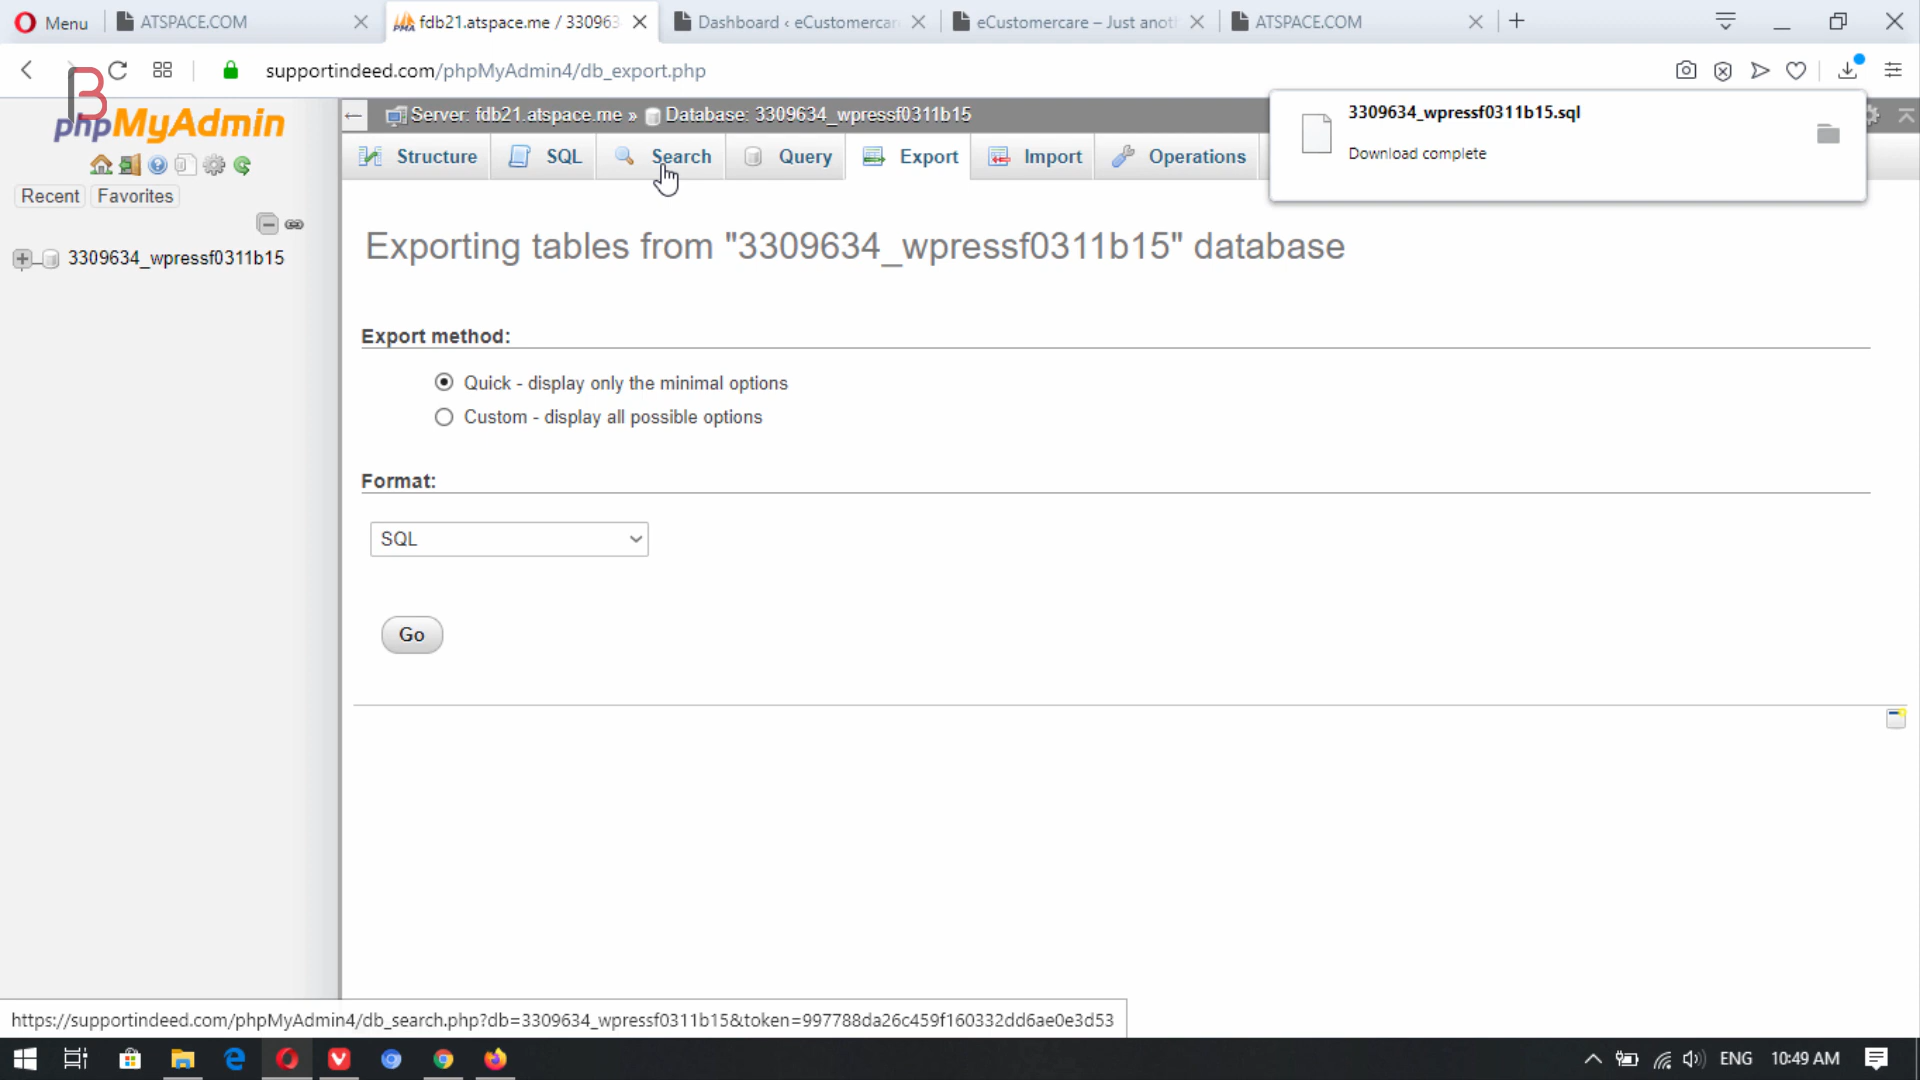 Menu
ATSPACE.COM
fdb21.atspace.me / 330963
Dashboard ‹ eCustomercar
eCustomercare – Just anot
ATSPACE.COM
supportindeed.com/phpMyAdmin4/db_export.php
B
phpMyAdmin
Recent
Favorites
3309634_wpressf0311b15
Server: fdb21.atspace.me » Database: 3309634_wpressf0311b15
Structure
SQL
Search
Query
Export
Import
Operations
3309634_wpressf0311b15.sql
Download complete
Exporting tables from "3309634_wpressf0311b15" database
Export method:
Quick - display only the minimal options
Custom - display all possible options
Format:
SQL
Go
https://supportindeed.com/phpMyAdmin4/db_search.php?db=3309634_wpressf0311b15&token=997788da26c459f160332dd6ae0e3d53
ENG
10:49 AM